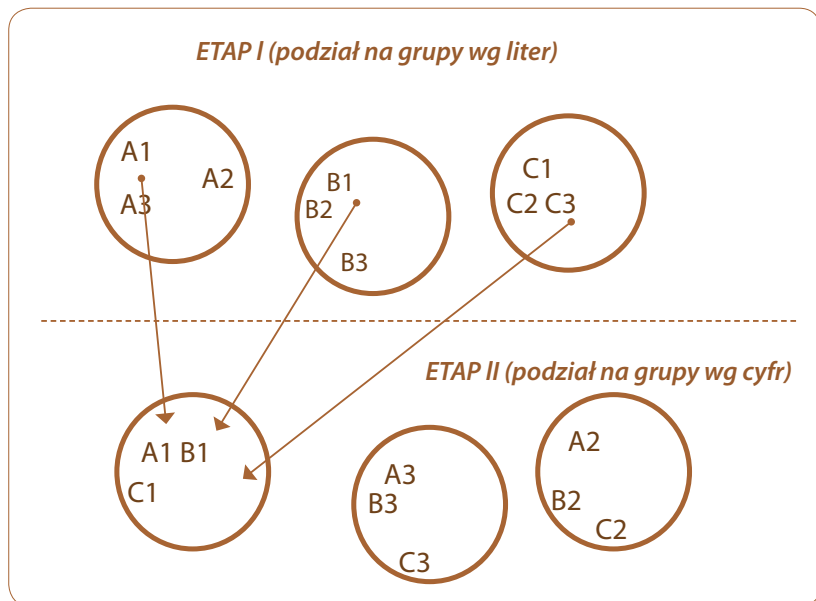 ETAP I (podział na grupy wg liter)
A1
A2
A3
B1
B2
B3
C1
C2 C3
ETAP II (podział na grupy wg cyfr)
A1 B1
C1
A3
B3
C3
A2
B2
C2